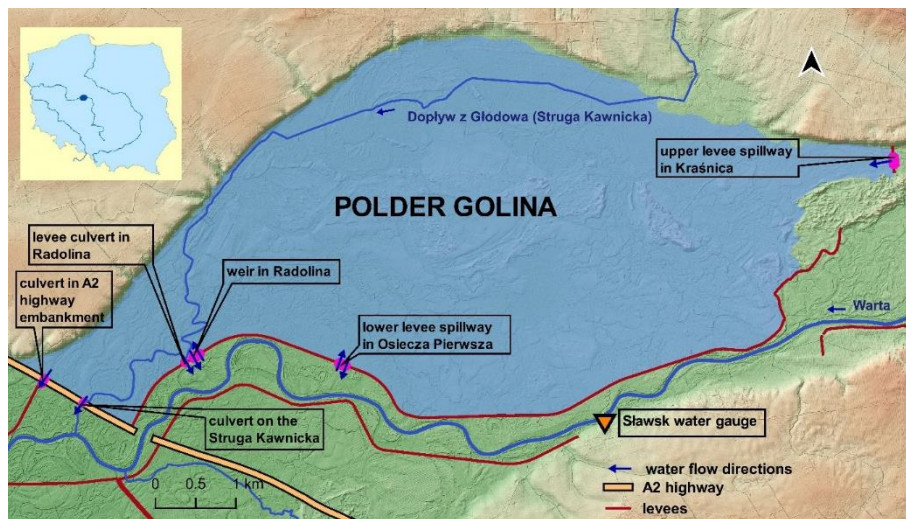 Dopływ z Głodowa (Struga Kawnicka)
upper levee spillway
in Kraśnica
POLDER GOLINA
levee culvert in
Radolina
weir in Radolina
culvert in A2
highway
embankment
lower levee spillway
in Osiecza Pierwsza
Warta
culvert on the
Struga Kawnicka
Sławsk water gauge
water flow directions
A2 highway
levees
0 0.5 1 km